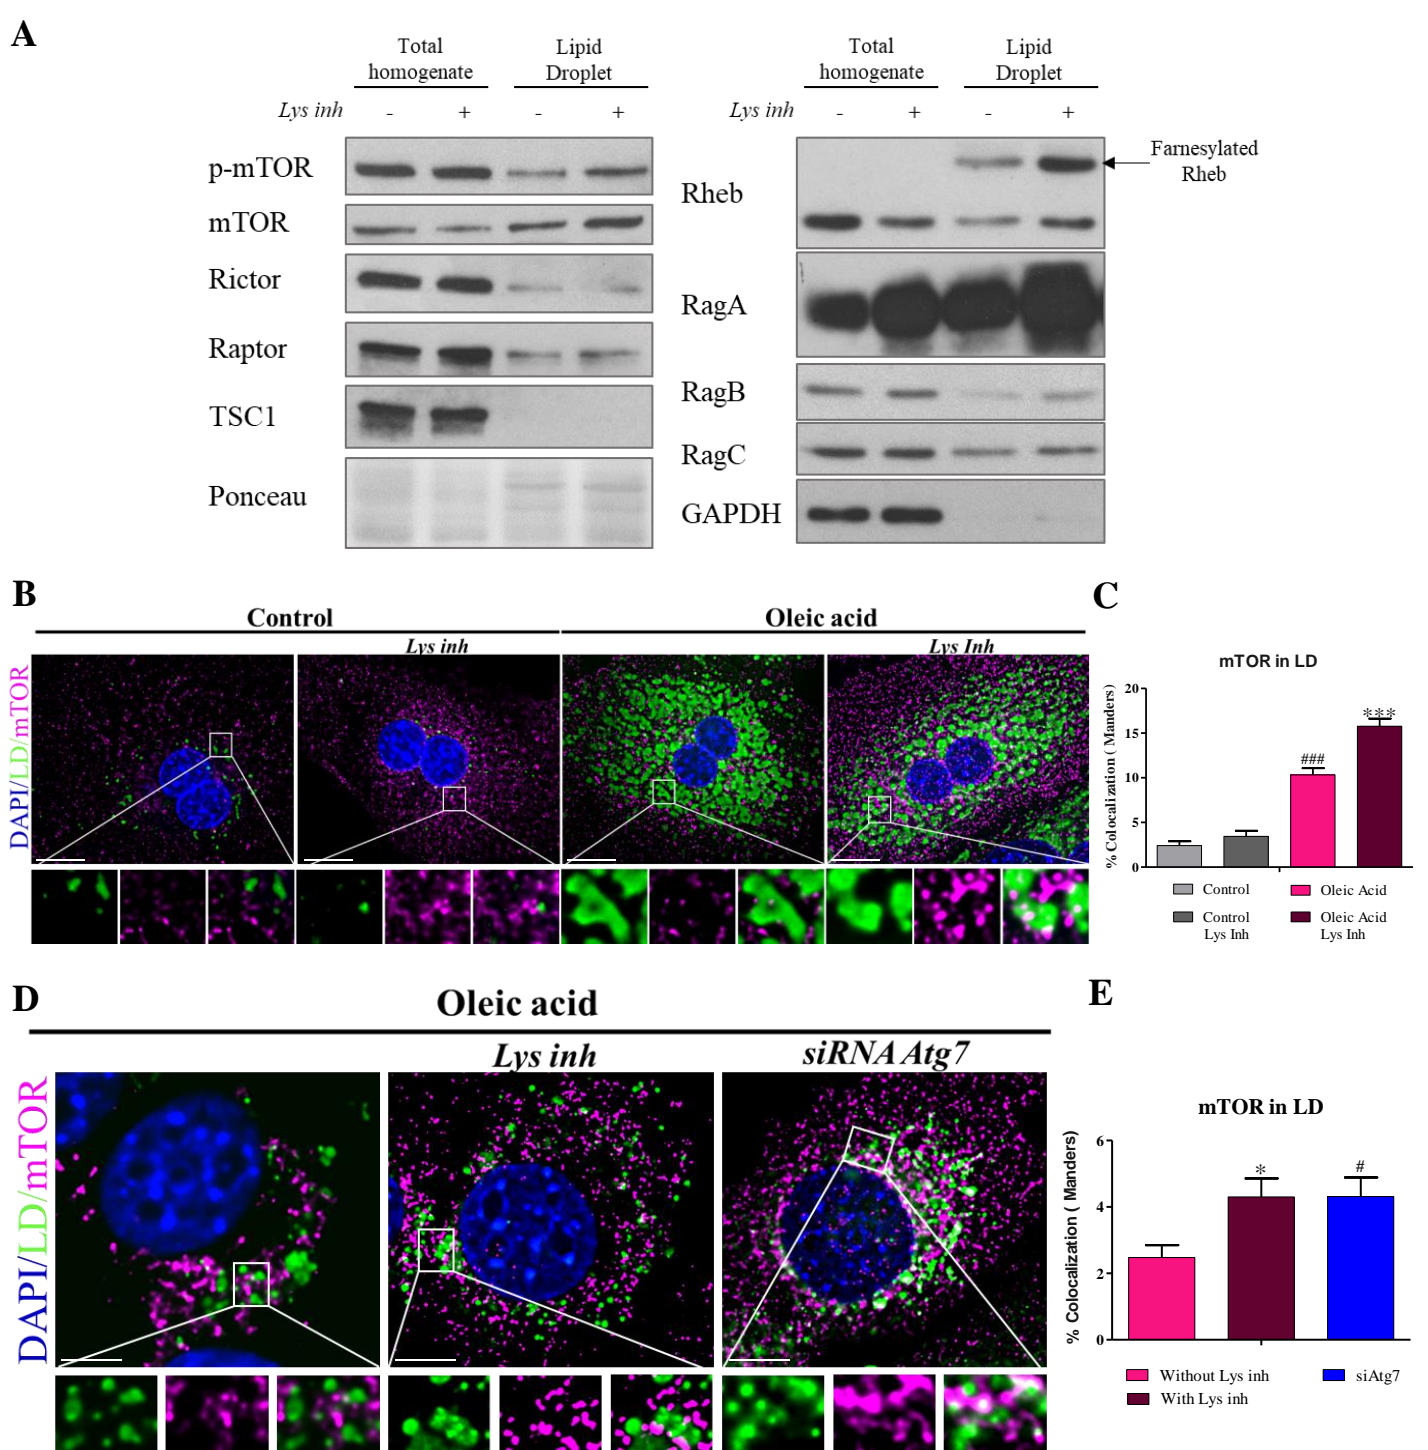 A
Total
homogenate
Lipid
Droplet
Lys inh
-
+
-
+
p-mTOR
mTOR
Rictor
Raptor
TSC1
Ponceau
Total
homogenate
Lipid
Droplet
Lys inh
-
+
-
+
Rheb
Farnesylated
Rheb
RagA
RagB
RagC
GAPDH
B
Control
Oleic acid
Lys inh
Lys Inh
DAPI/LD/mTOR
C
mTOR in LD
% Colocalization ( Manders)
20
15
10
5
0
###
***
Control
Oleic Acid
Control
Lys Inh
Oleic Acid
Lys Inh
D
Oleic acid
Lys inh
siRNA Atg7
DAPI/LD/mTOR
E
mTOR in LD
% Colocalization ( Manders)
6
4
2
0
*
#
Without Lys inh
siAtg7
With Lys inh